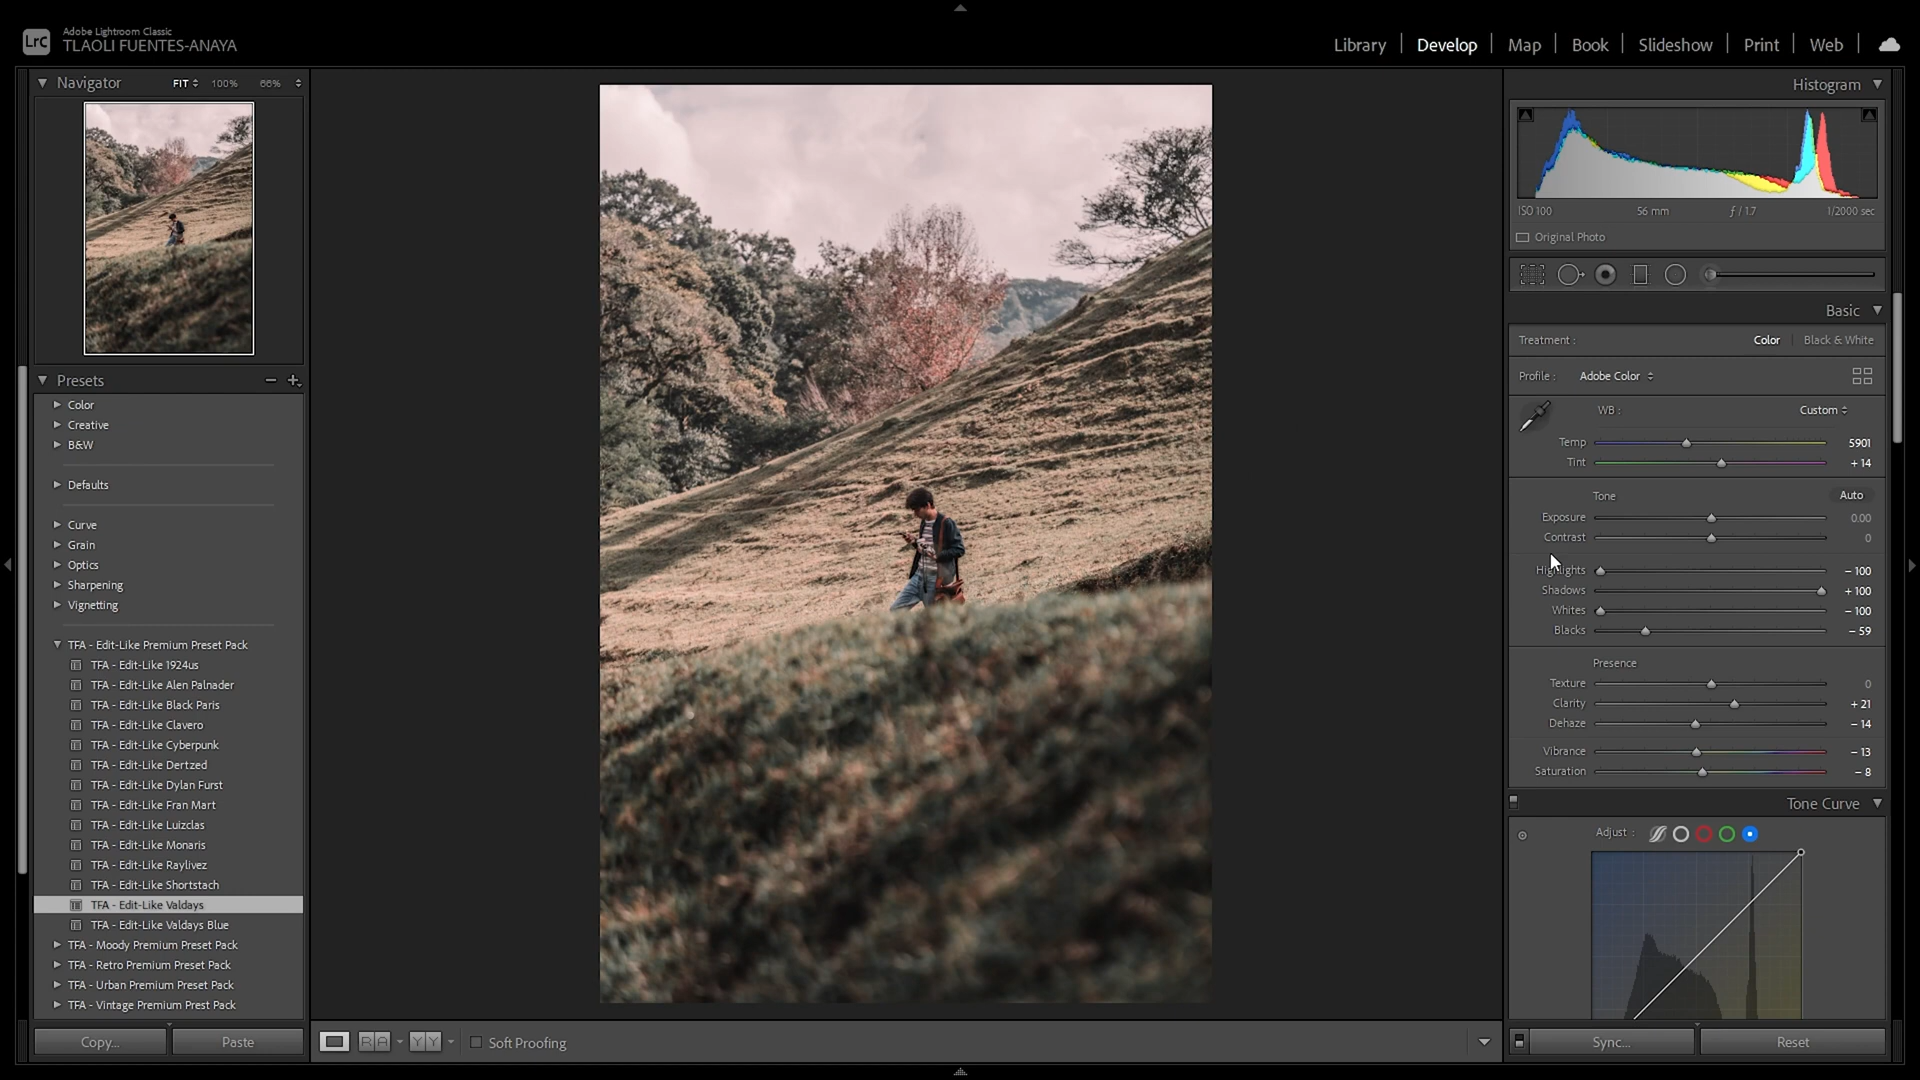 LrC
Adobe Lightroom Classic
TLAOLI FUENTES-ANAYA
Library
Develop
Map
Book
Slideshow
Print
Web
Navigator
FIT
100%
66%
Presets
Color
Creative
B&W
Defaults
Curve
Grain
Optics
Sharpening
Vignetting
TFA - Edit-Like Premium Preset Pack
TFA - Edit-Like 1924us
TFA - Edit-Like Alen Palnader
TFA - Edit-Like Black Paris
TFA - Edit-Like Clavero
TFA - Edit-Like Cyberpunk
TFA - Edit-Like Dertzed
TFA - Edit-Like Dylan Furst
TFA - Edit-Like Fran Mart
TFA - Edit-Like Luizclas
TFA - Edit-Like Monaris
TFA - Edit-Like Raylivez
TFA - Edit-Like Shortstach
TFA - Edit-Like Valdays
TFA - Edit-Like Valdays Blue
TFA - Moody Premium Preset Pack
TFA - Retro Premium Preset Pack
TFA - Urban Premium Preset Pack
TFA - Vintage Premium Prest Pack
Copy...
Paste
RA
YY
Soft Proofing
Histogram
ISO 100
56 mm
ƒ / 1.7
1/2000 sec
Original Photo
Basic
Treatment :
Color
Black & White
Profile :
Adobe Color
WB :
Custom
Temp
5901
Tint
+ 14
Tone
Auto
Exposure
0.00
Contrast
0
Highlights
– 100
Shadows
+ 100
Whites
– 100
Blacks
– 59
Presence
Texture
0
Clarity
+ 21
Dehaze
– 14
Vibrance
– 13
Saturation
– 8
Tone Curve
Adjust :
Sync...
Reset